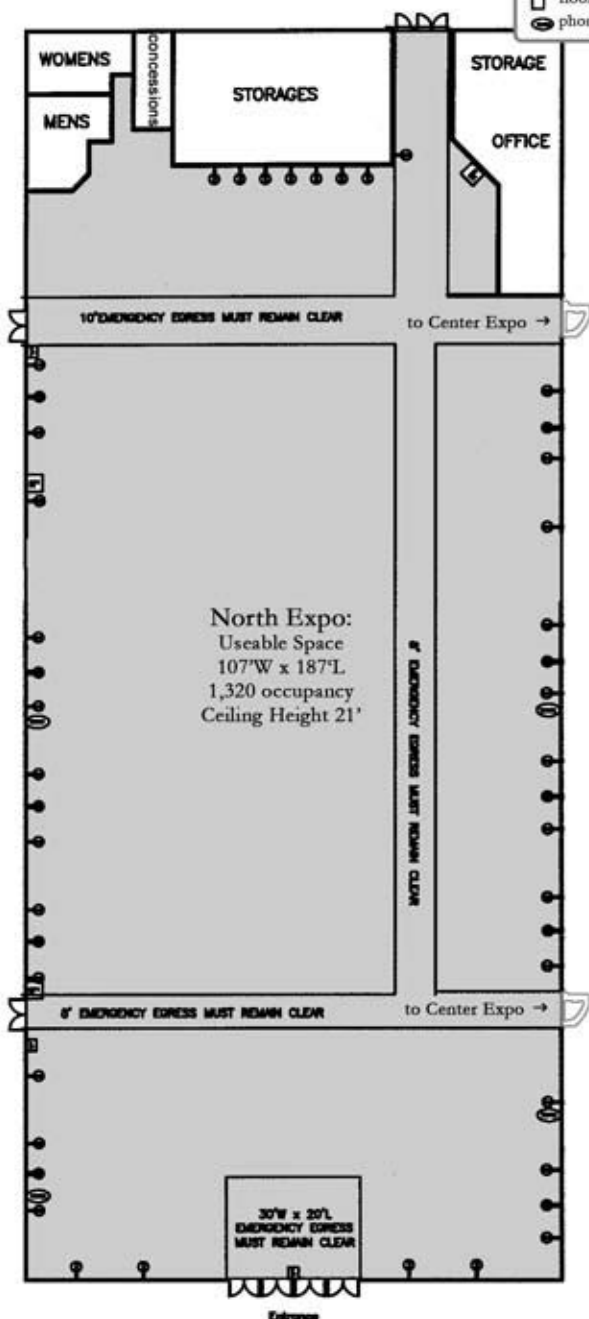 phon
WOMENS
concessions
STORAGES
STORAGE
MENS
OFFICE
10'EMERGENCY EGRESS MUST REMAIN CLEAR
to Center Expo →
North Expo:
Useable Space
107'W x 187'L
1,320 occupancy
Ceiling Height 21'
8' EMERGENCY EGRESS MUST REMAIN CLEAR
8' EMERGENCY EGRESS MUST REMAIN CLEAR
to Center Expo →
30'W x 20'L
EMERGENCY EGRESS
MUST REMAIN CLEAR
Entrance